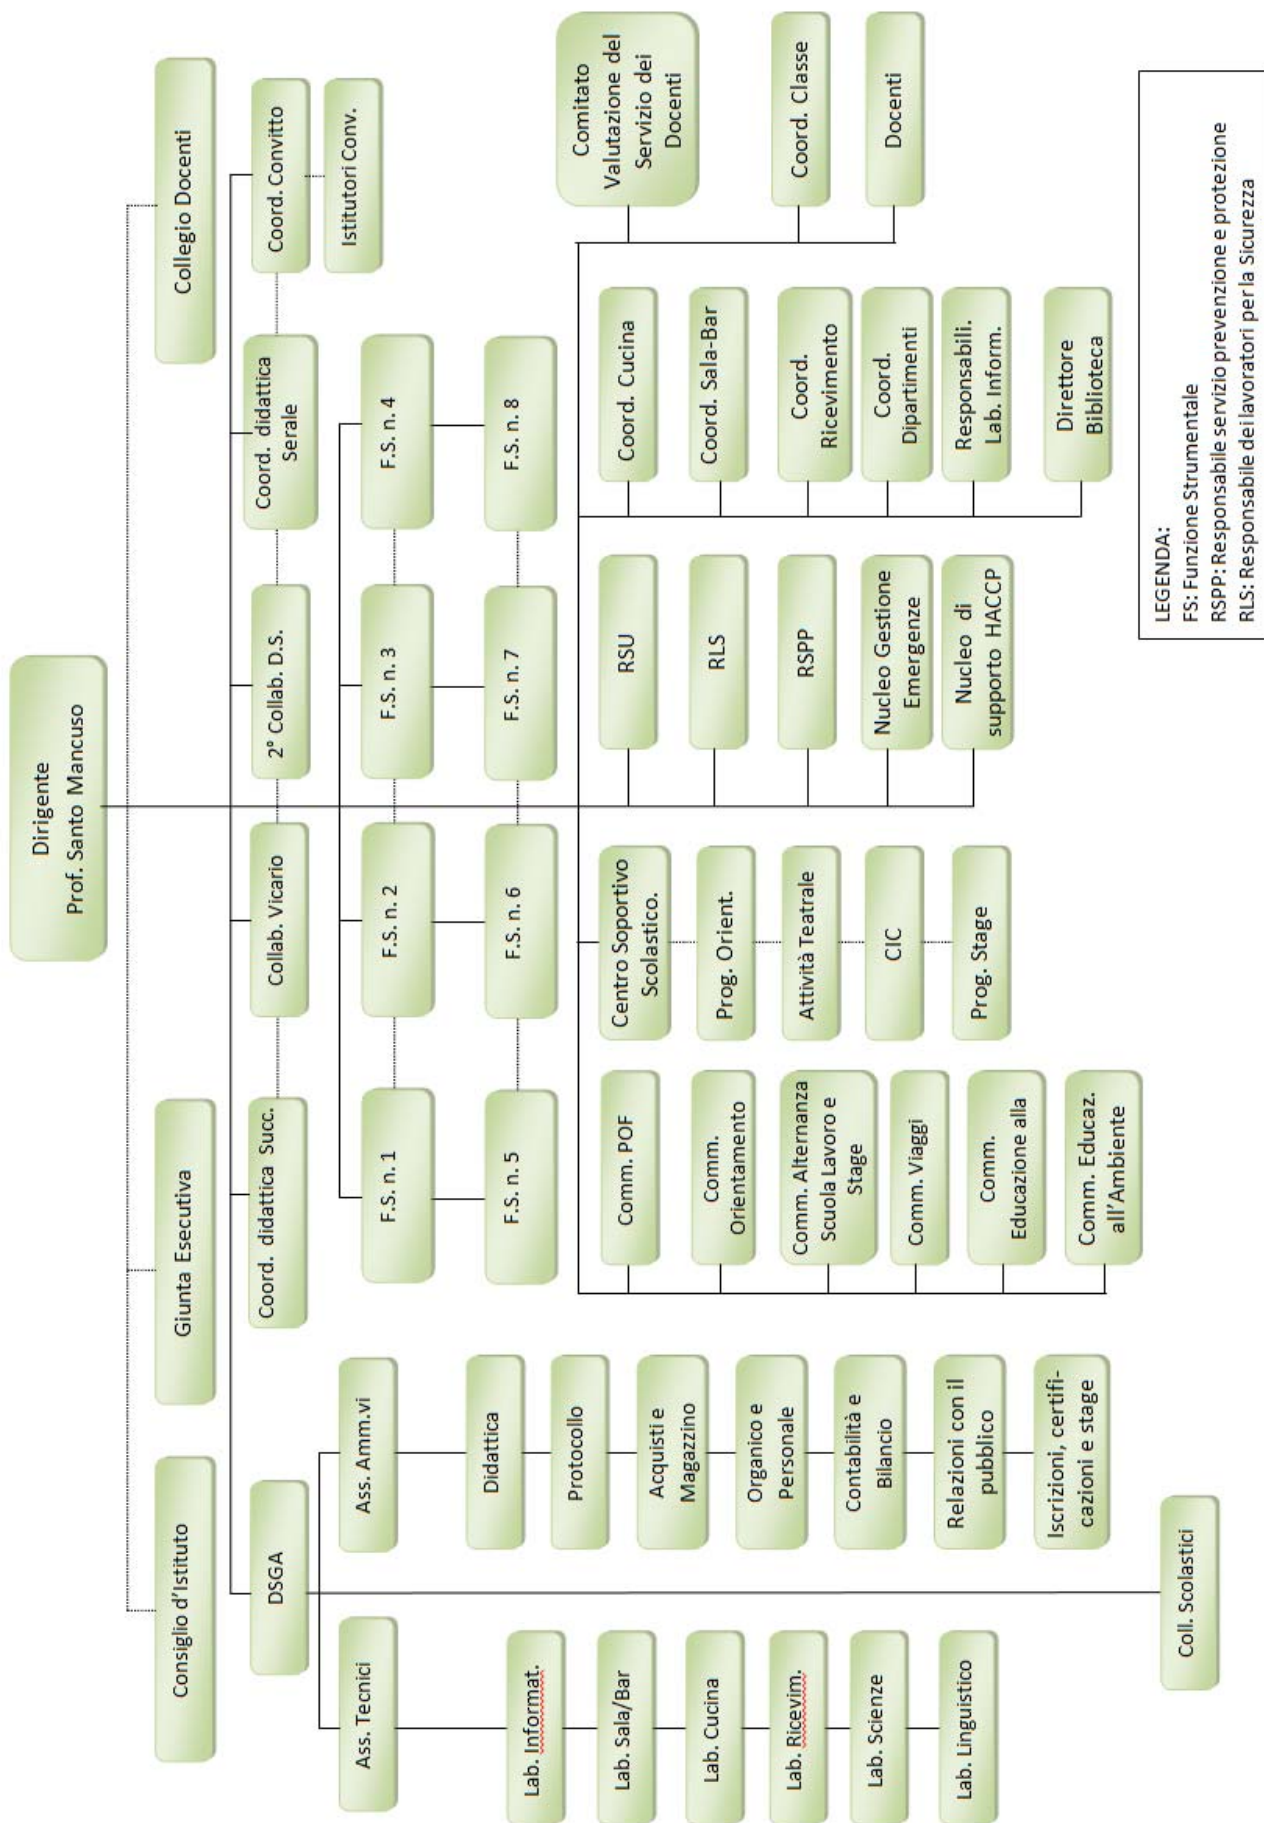 Dirigente
Prof. Santo Mancuso
Consiglio d'Istituto
Giunta Esecutiva
Collegio Docenti
DSGA
Coord. didattica Succ.
Collab. Vicario
2° Collab. D.S.
Coord. didattica
Serale
Coord. Convitto
Istitutori Conv.
Ass. Tecnici
Ass. Amm.vi
F.S. n. 1
F.S. n. 2
F.S. n. 3
F.S. n. 4
F.S. n. 5
F.S. n. 6
F.S. n. 7
F.S. n. 8
Lab. Informat.
Lab. Sala/Bar
Lab. Cucina
Lab. Ricevim.
Lab. Scienze
Lab. Linguistico
Didattica
Protocollo
Acquisti e
Magazzino
Organico e
Personale
Contabilità e
Bilancio
Relazioni con il
pubblico
Iscrizioni, certifi-
cazioni e stage
Coll. Scolastici
Comm. POF
Comm.
Orientamento
Comm. Alternanza
Scuola Lavoro e
Stage
Comm. Viaggi
Comm.
Educazione alla
Comm. Educaz.
all'Ambiente
Centro Soportivo
Scolastico.
Prog. Orient.
Attività Teatrale
CIC
Prog. Stage
RSU
RLS
RSPP
Nucleo Gestione
Emergenze
Nucleo di
supporto HACCP
Coord. Cucina
Coord. Sala-Bar
Coord.
Ricevimento
Coord.
Dipartimenti
Responsabili.
Lab. Inform.
Direttore
Biblioteca
Comitato
Valutazione del
Servizio dei
Docenti
Coord. Classe
Docenti
LEGENDA:
FS: Funzione Strumentale
RSPP: Responsabile servizio prevenzione e protezione
RLS: Responsabile dei lavoratori per la Sicurezza